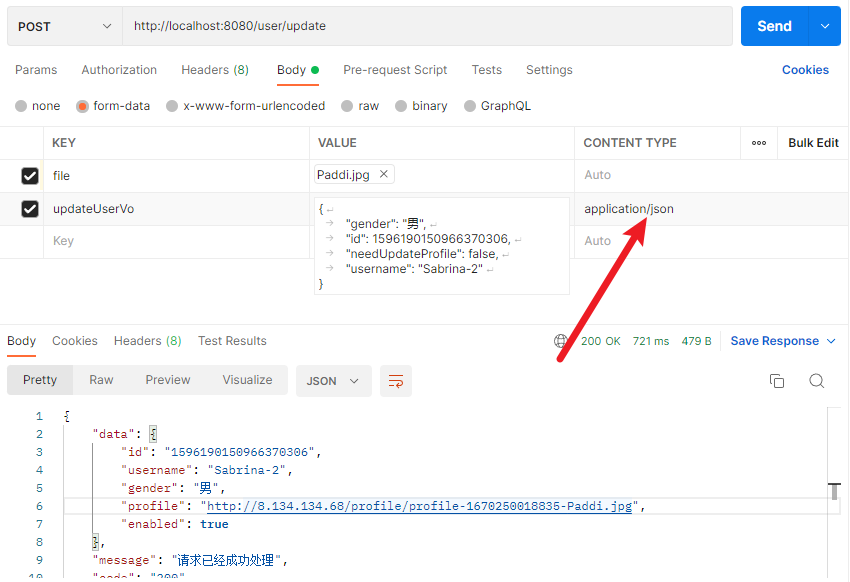 POST http://localhost:8080/user/update Send
Params Authorization Headers (8) Body Pre-request Script Tests Settings Cookies
none form-data x-www-form-urlencoded raw binary GraphQL
KEY VALUE CONTENT TYPE ooo Bulk Edit
file Paddi.jpg × Auto
updateUserVo { application/json
"gender": "男",
"id": 1596190150966370306,
"needUpdateProfile": false,
"username": "Sabrina-2"
}
Key Auto
Body Cookies Headers (8) Test Results 200 OK 721 ms 479 B Save Response
Pretty Raw Preview Visualize JSON
1 {
2 "data": {
3 "id": "1596190150966370306",
4 "username": "Sabrina-2",
5 "gender": "男",
6 "profile": "http://8.134.134.68/profile/profile-1670250018835-Paddi.jpg",
7 "enabled": true
8 },
9 "message": "请求已经成功处理",
10 "code": "200"